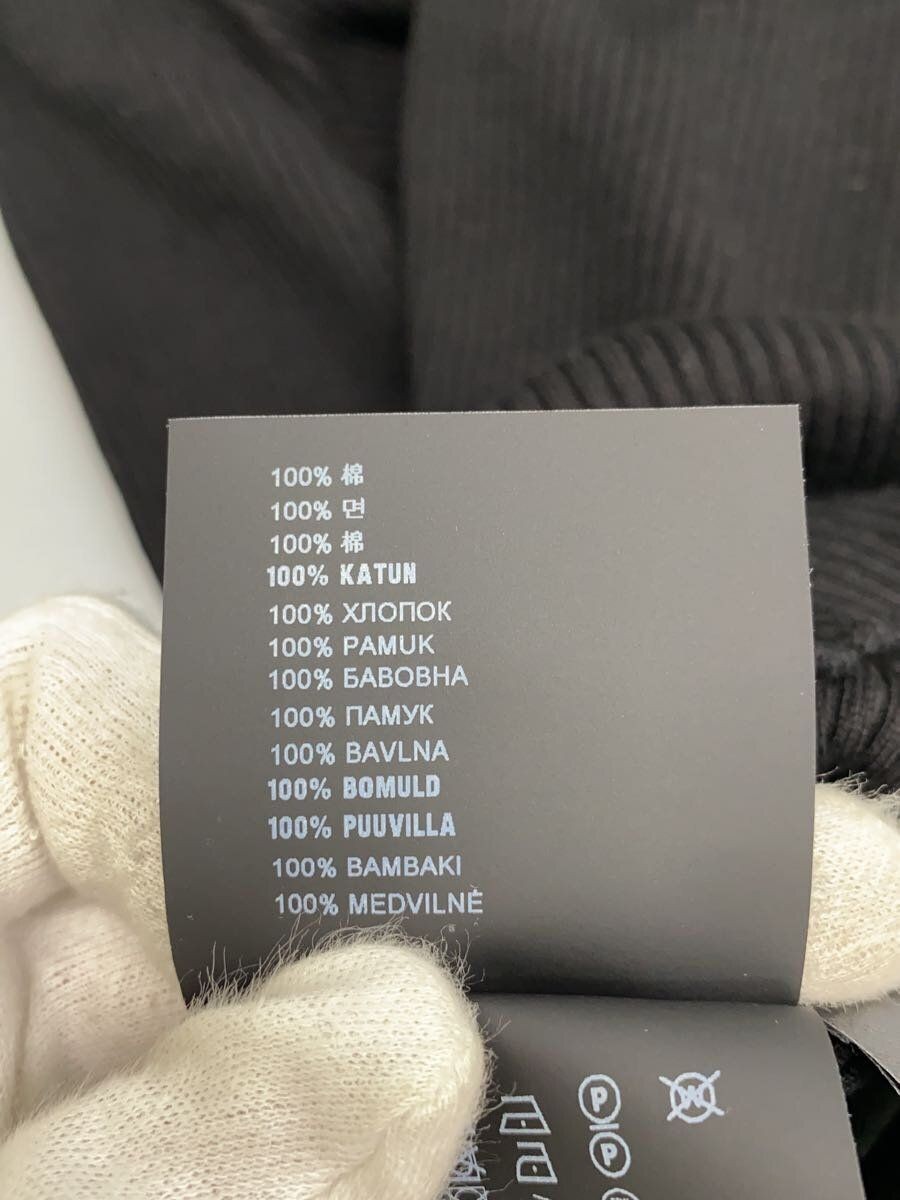 100% 棉
100% 면
100% 棉
100% KATUN
100% ХЛОПОК
100% PAMUK
100% БАВОВНА
100% ПАМУК
100% BAVLNA
100% BOMULD
100% PUUVILLA
100% BAMBAKI
100% MEDVILNĖ
P
W
P